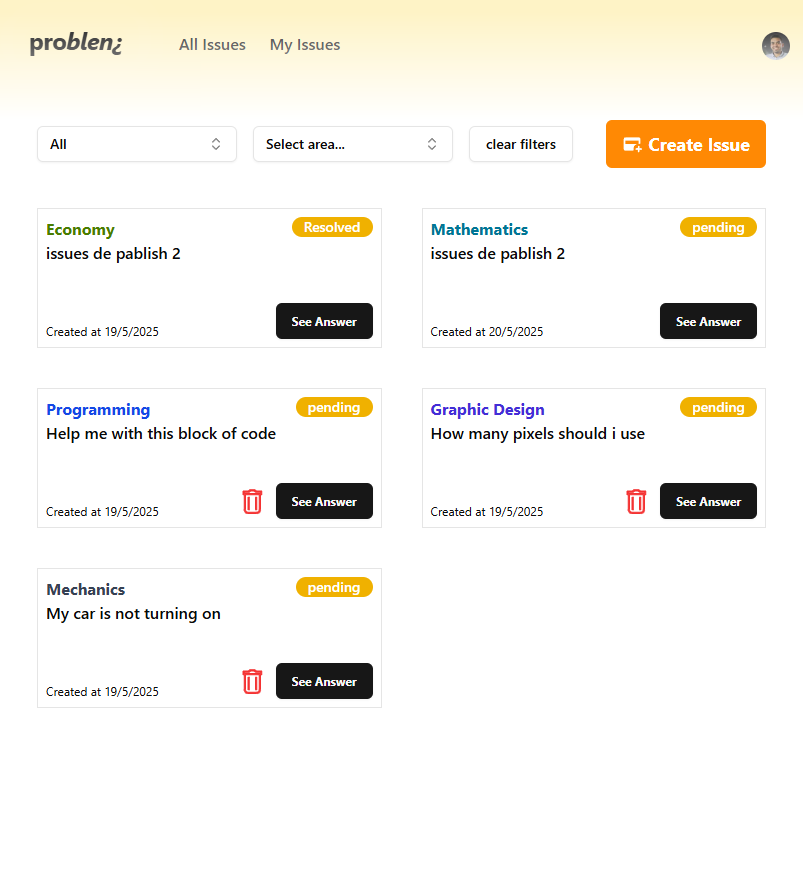 problen¿
All Issues
My Issues
All
Select area...
clear filters
Create Issue
Economy
Resolved
issues de pablish 2
Created at 19/5/2025
See Answer
Mathematics
pending
issues de pablish 2
Created at 20/5/2025
See Answer
Programming
pending
Help me with this block of code
Created at 19/5/2025
See Answer
Graphic Design
pending
How many pixels should i use
Created at 19/5/2025
See Answer
Mechanics
pending
My car is not turning on
Created at 19/5/2025
See Answer